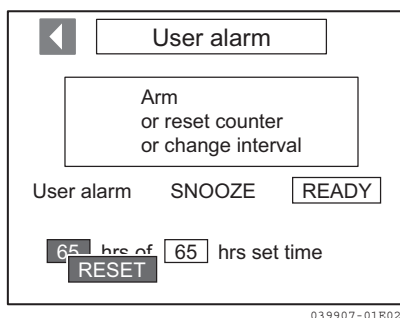 User alarm
Arm
or reset counter
or change interval
User alarm SNOOZE READY
65 hrs of 65 hrs set time
RESET
039907-01E02